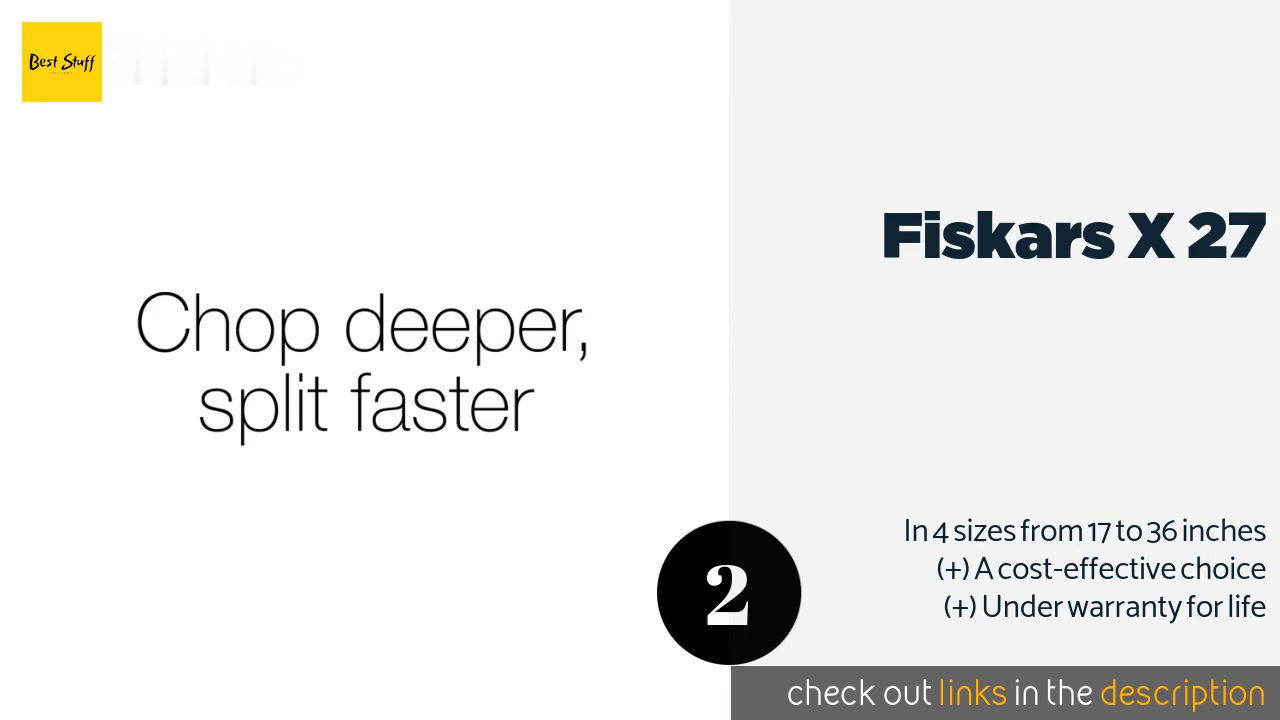 Best Stuff
Chop deeper,
split faster
Fiskars X 27
In 4 sizes from 17 to 36 inches
(+) A cost-effective choice
(+) Under warranty for life
2
check out links in the description